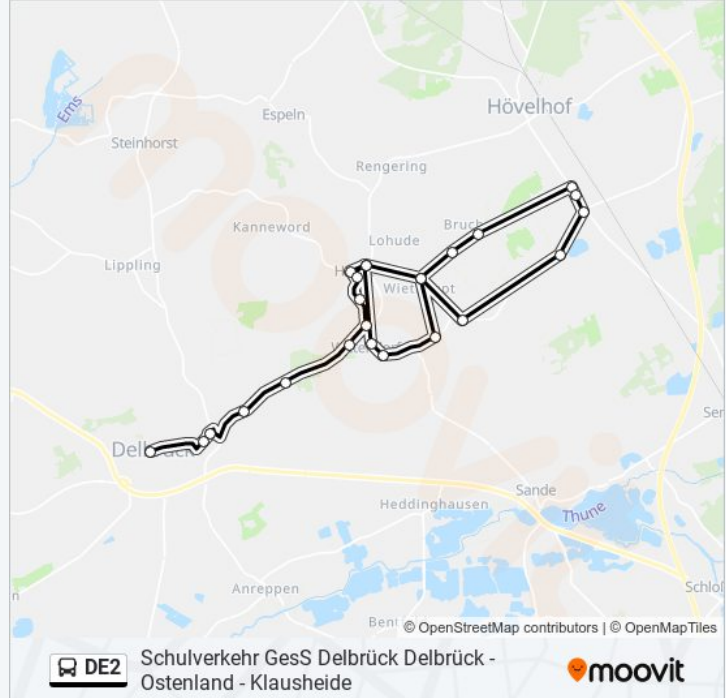 Ems
Hövelhof
Espeln
Steinhorst
Rengering
Kanneword
Bruch
Lohude
Lippling
Delbrück
Sande
Heddinghausen
Thune
Anreppen
© OpenStreetMap contributors | © OpenMapTiles
DE2
Schulverkehr GesS Delbrück Delbrück -
Ostenland - Klausheide
moovit